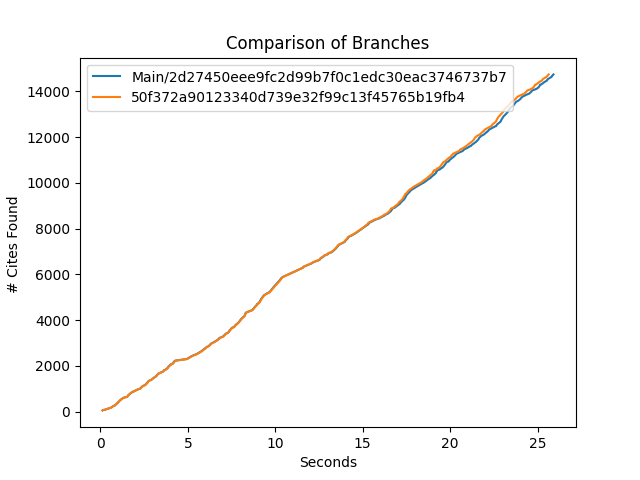 Comparison of Branches
Main/2d27450eee9fc2d99b7f0c1edc30eac3746737b7
50f372a90123340d739e32f99c13f45765b19fb4
# Cites Found
14000
12000
10000
8000
6000
4000
2000
0
0 5 10 15 20 25
Seconds